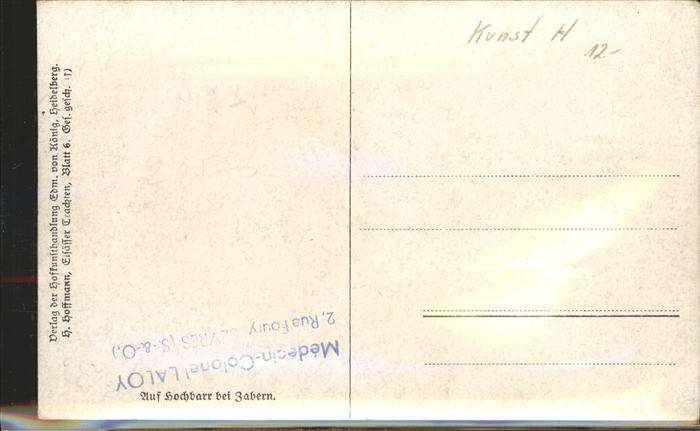 Kunst H
12.-
Verlag der Hofkunsthandlung Edm. von König, Heidelberg.
H. Hoffmann, Elsässer Trachten, Blatt 6. Ges. gesch.
Médecin-Colonel LALOY
2, Rue Foury SEVRES (S.-&-O.)
Auf Hochbarr bei Zabern.